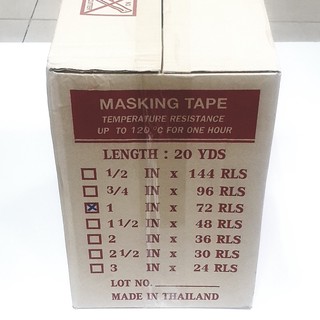 MASKING TAPE
TEMPERATURE RESISTANCE
UP TO 120 °C FOR ONE HOUR
LENGTH : 20 YDS
1/2 IN x 144 RLS
3/4 IN x 96 RLS
1 IN x 72 RLS
1 1/2 IN x 48 RLS
2 IN x 36 RLS
2 1/2 IN x 30 RLS
3 IN x 24 RLS
LOT NO.
MADE IN THAILAND